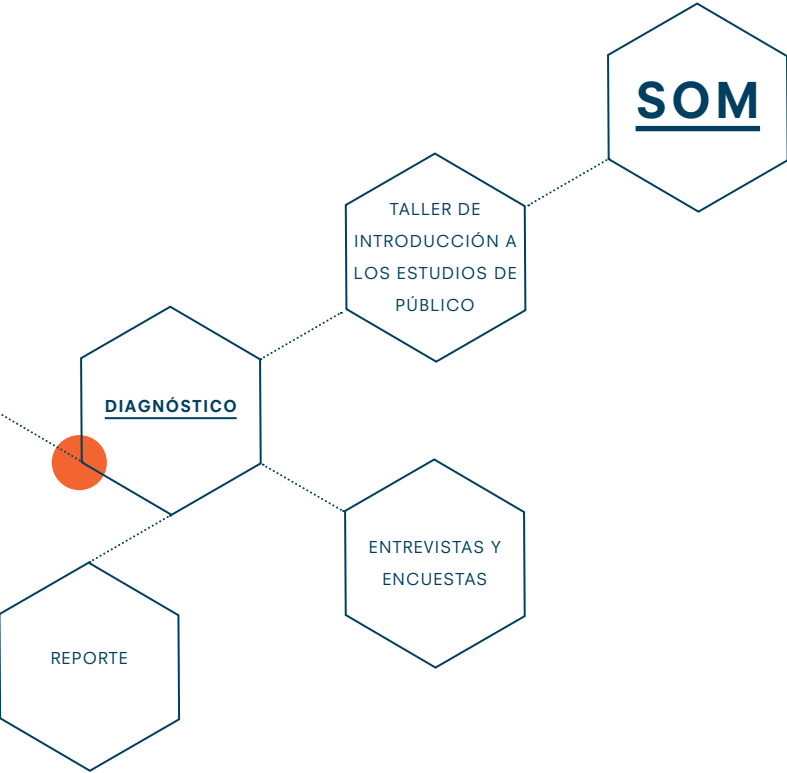 SOM
TALLER DE
INTRODUCCIÓN A
LOS ESTUDIOS DE
PÚBLICO
DIAGNÓSTICO
ENTREVISTAS Y
ENCUESTAS
REPORTE